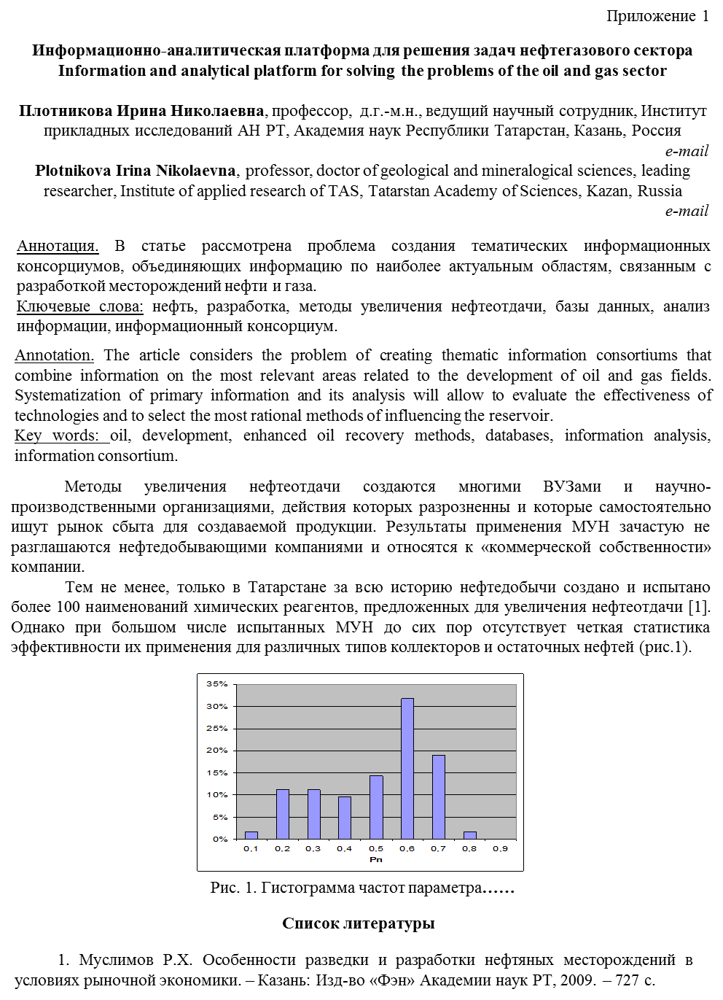 Приложение 1
Информационно-аналитическая платформа для решения задач нефтегазового сектора
Information and analytical platform for solving the problems of the oil and gas sector
Плотникова Ирина Николаевна, профессор, д.г.-м.н., ведущий научный сотрудник, Институт
прикладных исследований АН РТ, Академия наук Республики Татарстан, Казань, Россия
e-mail
Plotnikova Irina Nikolaevna, professor, doctor of geological and mineralogical sciences, leading
researcher, Institute of applied research of TAS, Tatarstan Academy of Sciences, Kazan, Russia
e-mail
Аннотация. В статье рассмотрена проблема создания тематических информационных
консорциумов, объединяющих информацию по наиболее актуальным областям, связанным с
разработкой месторождений нефти и газа.
Ключевые слова: нефть, разработка, методы увеличения нефтеотдачи, базы данных, анализ
информации, информационный консорциум.
Annotation. The article considers the problem of creating thematic information consortiums that
combine information on the most relevant areas related to the development of oil and gas fields.
Systematization of primary information and its analysis will allow to evaluate the effectiveness of
technologies and to select the most rational methods of influencing the reservoir.
Key words: oil, development, enhanced oil recovery methods, databases, information analysis,
information consortium.
Методы увеличения нефтеотдачи создаются многими ВУЗами и научно-
производственными организациями, действия которых разрозненны и которые самостоятельно
ищут рынок сбыта для создаваемой продукции. Результаты применения МУН зачастую не
разглашаются нефтедобывающими компаниями и относятся к «коммерческой собственности»
компании.
Тем не менее, только в Татарстане за всю историю нефтедобычи создано и испытано
более 100 наименований химических реагентов, предложенных для увеличения нефтеотдачи [1].
Однако при большом числе испытанных МУН до сих пор отсутствует четкая статистика
эффективности их применения для различных типов коллекторов и остаточных нефтей (рис.1).
35%
30%
25%
20%
15%
10%
5%
0%
0,1 0,2 0,3 0,4 0,5 0,6 0,7 0,8 0,9
Рп
Рис. 1. Гистограмма частот параметра……
Список литературы
1. Муслимов Р.Х. Особенности разведки и разработки нефтяных месторождений в
условиях рыночной экономики. – Казань: Изд-во «Фэн» Академии наук РТ, 2009. – 727 с.